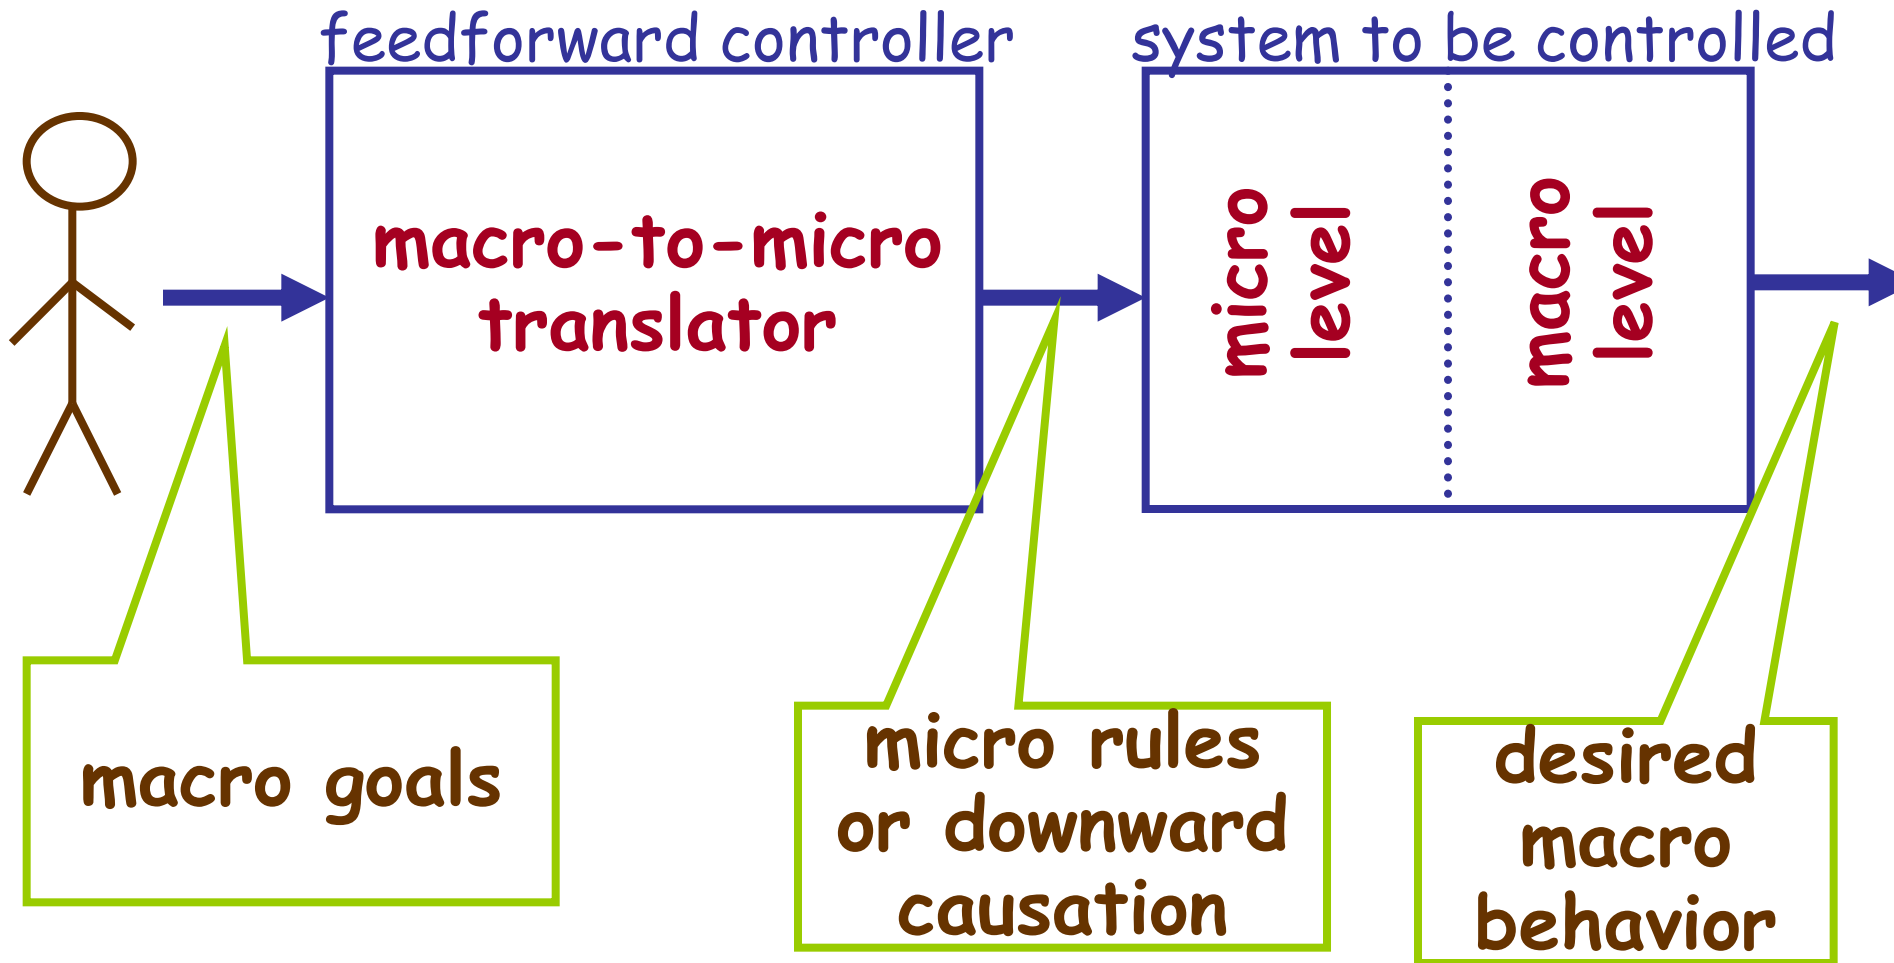 feedforward controller
system to be controlled
macro-to-micro
translator
micro
level
macro
level
macro goals
micro rules
or downward
causation
desired
macro
behavior